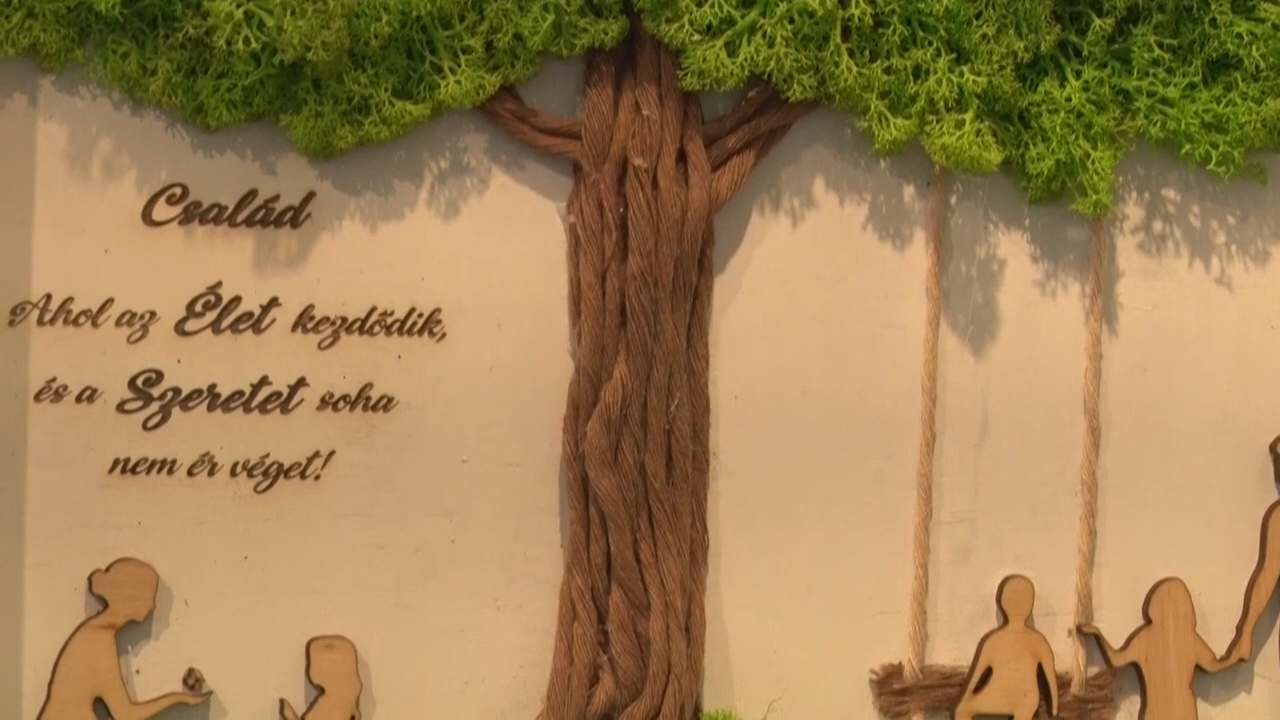 Család
Ahol az Élet kezdődik,
és a Szeretet soha
nem ér véget!